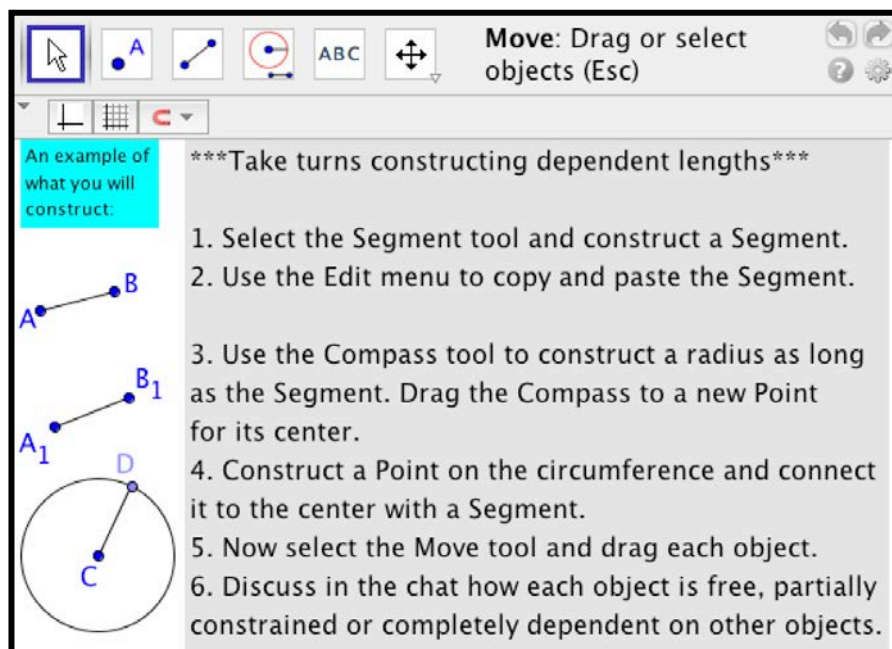 A
ABC
Move: Drag or select
objects (Esc)
?
An example of
what you will
construct:
B
A
B1
A1
D
C
***Take turns constructing dependent lengths***
1. Select the Segment tool and construct a Segment.
2. Use the Edit menu to copy and paste the Segment.
3. Use the Compass tool to construct a radius as long
as the Segment. Drag the Compass to a new Point
for its center.
4. Construct a Point on the circumference and connect
it to the center with a Segment.
5. Now select the Move tool and drag each object.
6. Discuss in the chat how each object is free, partially
constrained or completely dependent on other objects.